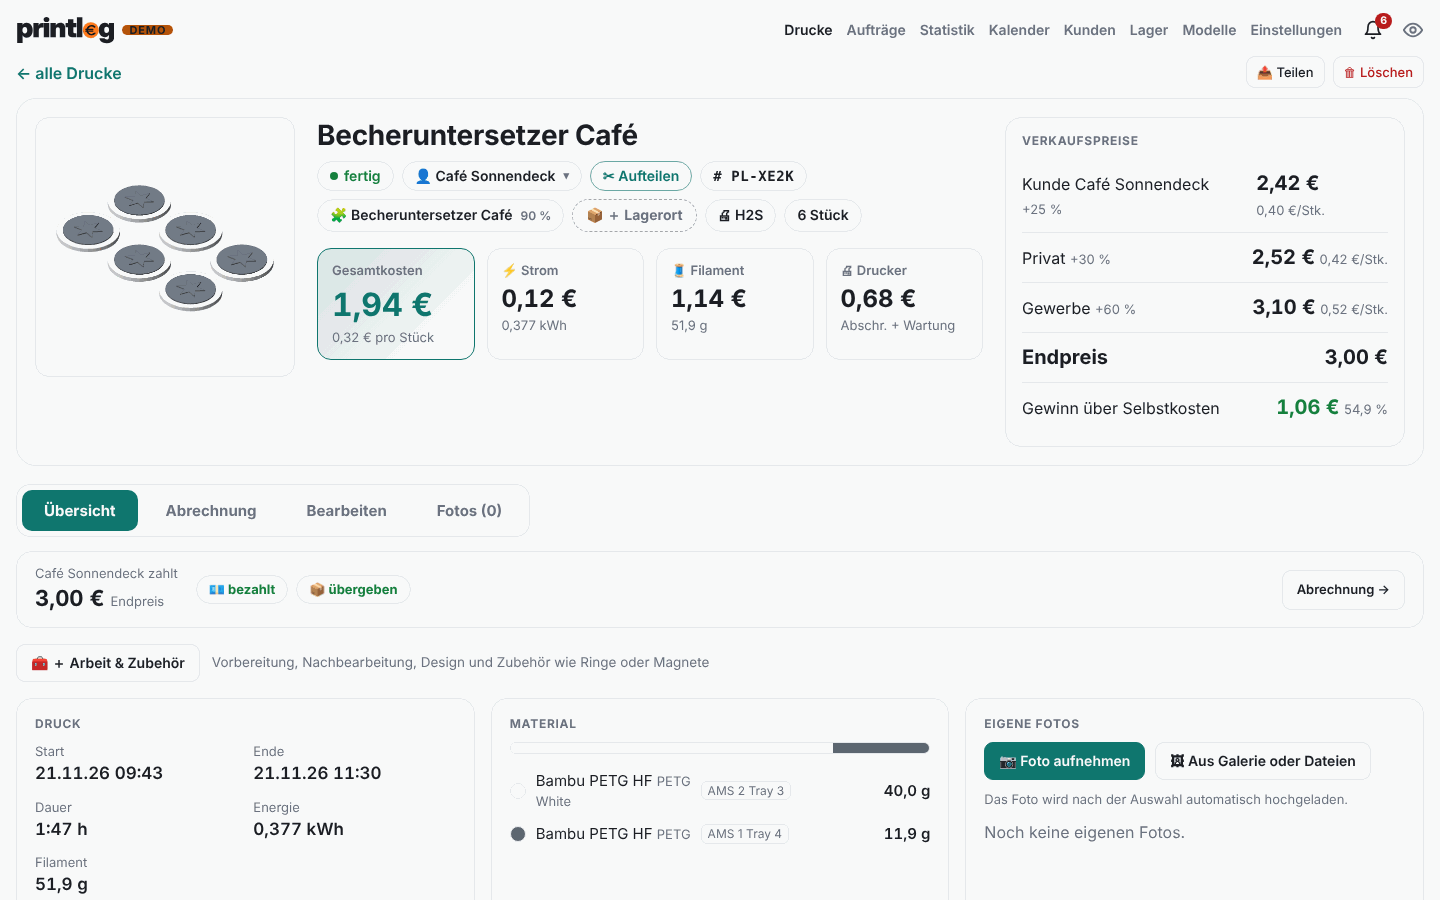 printlog DEMO
Drucke Aufträge Statistik Kalender Kunden Lager Modelle Einstellungen 6
← alle Drucke
📤 Teilen 🗑 Löschen
Becheruntersetzer Café
fertig 👤 Café Sonnendeck ▾ ✂ Aufteilen # PL-XE2K
🧩 Becheruntersetzer Café 90 % 📦 + Lagerort 🖨 H2S 6 Stück
Gesamtkosten
1,94 €
0,32 € pro Stück
⚡ Strom
0,12 €
0,377 kWh
🧵 Filament
1,14 €
51,9 g
🖨 Drucker
0,68 €
Abschr. + Wartung
VERKAUFSPREISE
Kunde Café Sonnendeck 2,42 €
+25 % 0,40 €/Stk.
Privat +30 % 2,52 € 0,42 €/Stk.
Gewerbe +60 % 3,10 € 0,52 €/Stk.
Endpreis 3,00 €
Gewinn über Selbstkosten 1,06 € 54,9 %
Übersicht Abrechnung Bearbeiten Fotos (0)
Café Sonnendeck zahlt
3,00 € Endpreis
💶 bezahlt 📦 übergeben
Abrechnung →
🧰 + Arbeit & Zubehör Vorbereitung, Nachbearbeitung, Design und Zubehör wie Ringe oder Magnete
DRUCK
Start Ende
21.11.26 09:43 21.11.26 11:30
Dauer Energie
1:47 h 0,377 kWh
Filament
51,9 g
MATERIAL
Bambu PETG HF PETG AMS 2 Tray 3 40,0 g
White
Bambu PETG HF PETG AMS 1 Tray 4 11,9 g
EIGENE FOTOS
📷 Foto aufnehmen 🖼 Aus Galerie oder Dateien
Das Foto wird nach der Auswahl automatisch hochgeladen.
Noch keine eigenen Fotos.